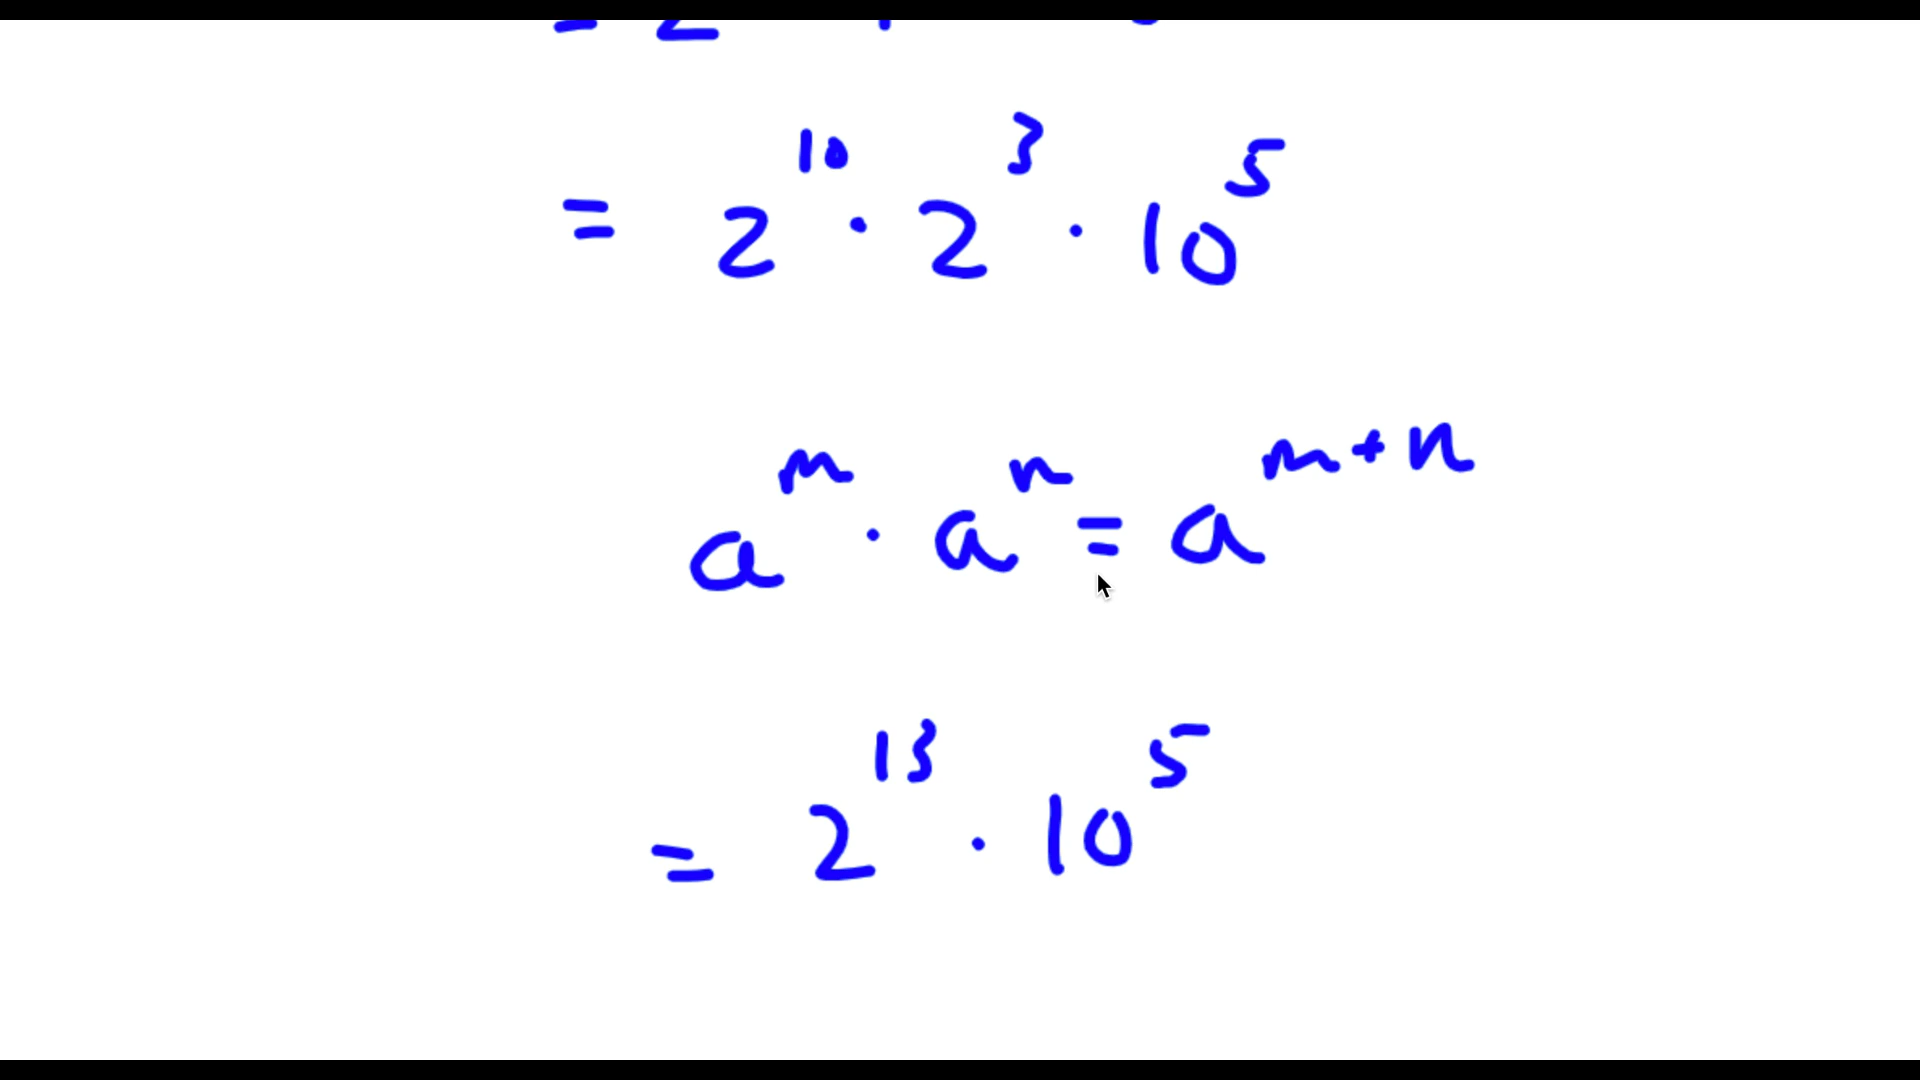 = 2^10 · 2^3 · 10^5
a^m · a^n = a^(m+n)
= 2^13 · 10^5